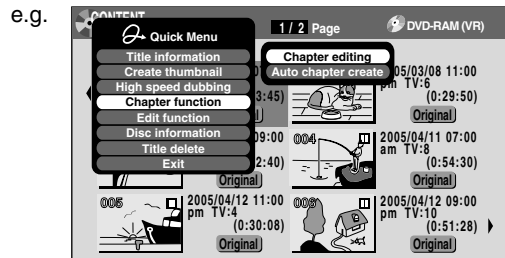 e.g.
CONTENT
1 / 2 Page
DVD-RAM (VR)
Quick Menu
Title information
Create thumbnail
High speed dubbing
Chapter function
Edit function
Disc information
Title delete
Exit
Chapter editing
Auto chapter create
3:45)
05/03/08 11:00
pm TV:6
(0:29:50)
Original
09:00
2:40)
Original
004
2005/04/11 07:00
am TV:8
(0:54:30)
Original
005
2005/04/12 11:00
pm TV:4
(0:30:08)
Original
006
2005/04/12 09:00
pm TV:10
(0:51:28)
Original